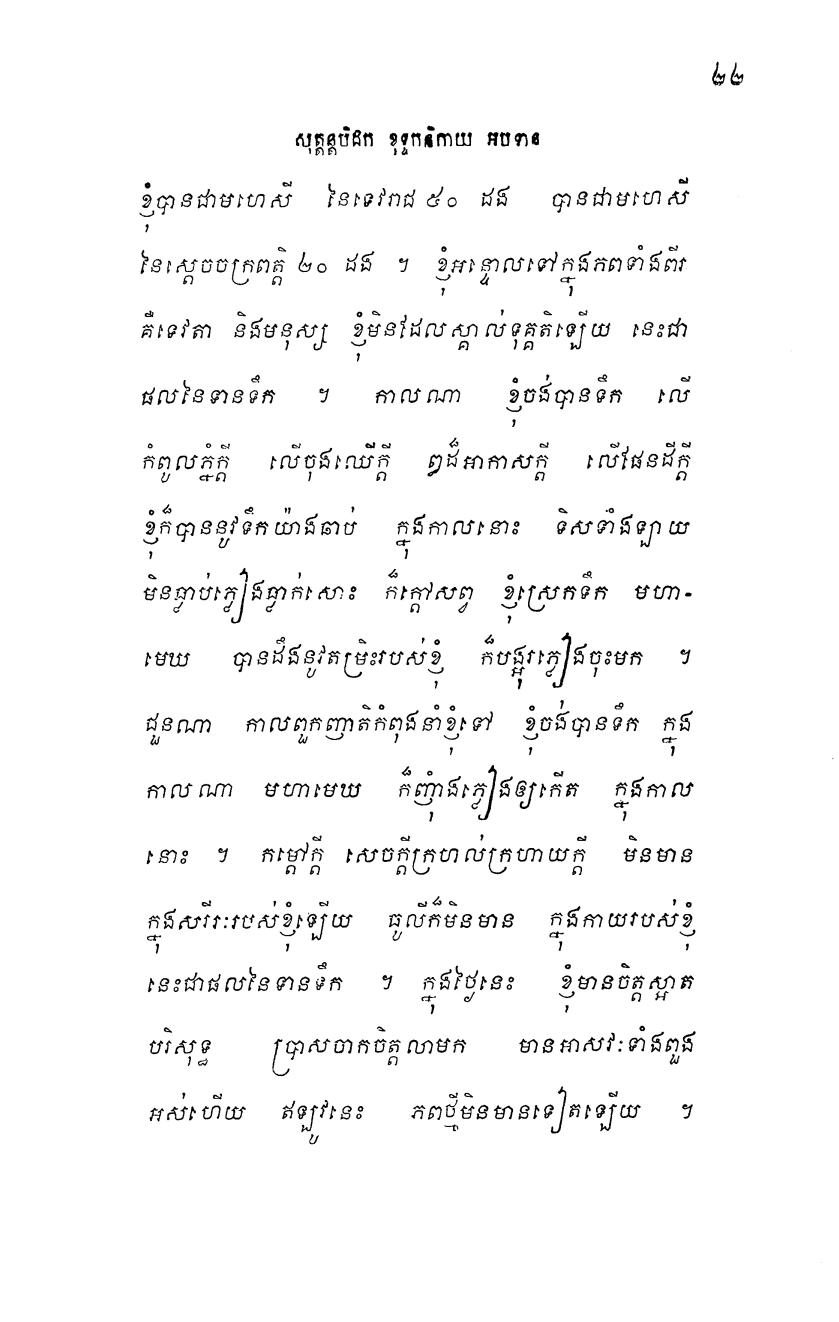 ២២
សុត្តន្តបិដក ខុទ្ទកនិកាយ អបទាន
ខ្ញុំបានជាមហេសី នៃទេវរាជ ៥០ ដង បានជាមហេសី
នៃស្តេចចក្រពត្តិ ២០ ដង ។ ខ្ញុំអន្ទោលទៅក្នុងភពទាំងពីរ
គឺទេវតា និងមនុស្ស ខ្ញុំមិនដែលស្គាល់ទុគ្គតិឡើយ នេះជា
ផលនៃទានទឹក ។ កាលណា ខ្ញុំចង់បានទឹក លើ
កំពូលភ្នំក្តី លើចុងឈើក្តី ឰដ៏អាកាសក្តី លើផែនដីក្តី
ខ្ញុំក៏បាននូវទឹកយ៉ាងឆាប់ ក្នុងកាលនោះ ទិសទាំងឡាយ
មិនធ្លាប់ភ្លៀងធ្លាក់សោះ ក៏ក្តៅសព្វ ខ្ញុំស្រេកទឹក មហា-
មេឃ បានដឹងនូវតម្រិះរបស់ខ្ញុំ ក៏បង្អុរភ្លៀងចុះមក ។
ជួនណា កាលពួកញាតិកំពុងនាំខ្ញុំទៅ ខ្ញុំចង់បានទឹក ក្នុង
កាលណា មហាមេឃ ក៏ញុំាងភ្លៀងឲ្យកើត ក្នុងកាល
នោះ ។ កម្តៅក្តី សេចក្តីក្រហល់ក្រហាយក្តី មិនមាន
ក្នុងសរីរៈរបស់ខ្ញុំឡើយ ធូលីក៏មិនមាន ក្នុងកាយរបស់ខ្ញុំ
នេះជាផលនៃទានទឹក ។ ក្នុងថ្ងៃនេះ ខ្ញុំមានចិត្តស្អាត
បរិសុទ្ធ ប្រាសចាកចិត្តលាមក មានអាសវៈទាំងពួង
អស់ហើយ ឥឡូវនេះ ភពថ្មីមិនមានទៀតឡើយ ។